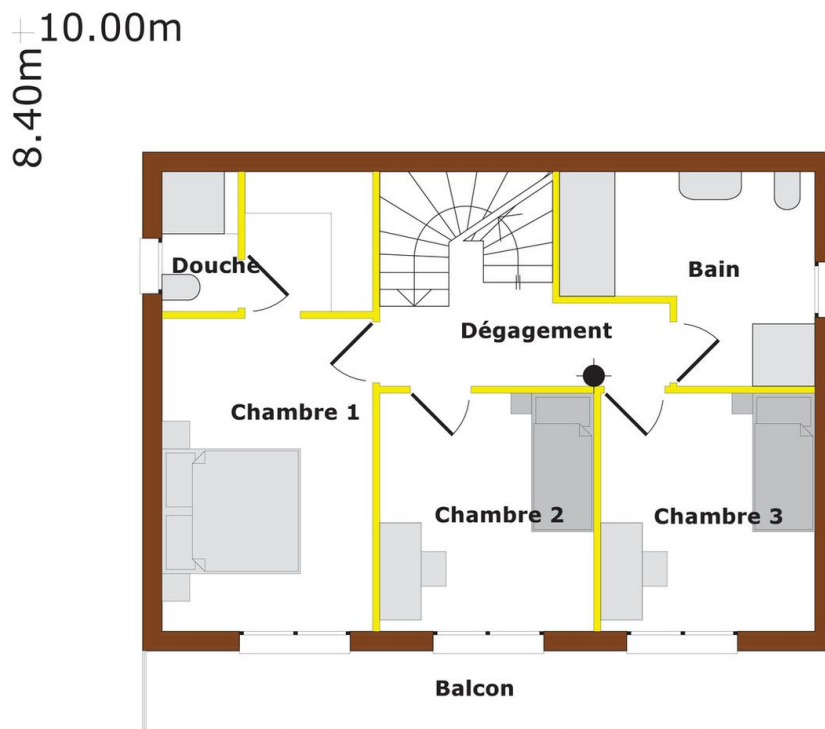 10.00m
8.40m
Douche
Bain
Dégagement
Chambre 1
Chambre 2
Chambre 3
Balcon